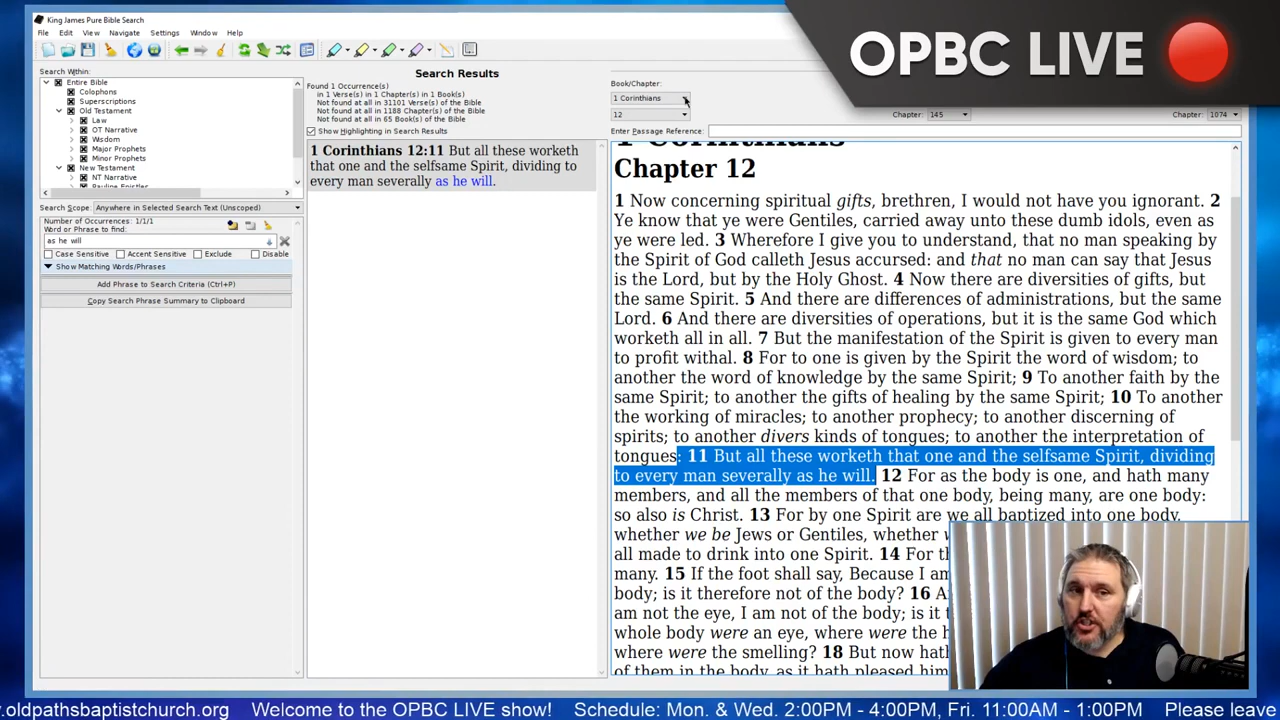 King James Pure Bible Search
File Edit View Navigate Settings Window Help
OPBC LIVE
Search Within:
Entire Bible
Colophons
Superscriptions
Old Testament
Law
OT Narrative
Wisdom
Major Prophets
Minor Prophets
New Testament
NT Narrative
Pauline Epistles
Search Scope: Anywhere in Selected Search Text (Unscoped)
Number of Occurrences: 1/1/1
Word or Phrase to find:
as he will
Case Sensitive Accent Sensitive Exclude Disable
Show Matching Words/Phrases
Add Phrase to Search Criteria (Ctrl+P)
Copy Search Phrase Summary to Clipboard
Search Results
Found 1 Occurrence(s)
in 1 Verse(s) in 1 Chapter(s) in 1 Book(s)
Not found at all in 31101 Verse(s) of the Bible
Not found at all in 1188 Chapter(s) of the Bible
Not found at all in 65 Book(s) of the Bible
Show Highlighting in Search Results
1 Corinthians 12:11 But all these worketh
that one and the selfsame Spirit, dividing to
every man severally as he will.
Book/Chapter:
1 Corinthians
12
Chapter: 145
Chapter: 1074
Enter Passage Reference:
1 Corinthians
Chapter 12
1 Now concerning spiritual gifts, brethren, I would not have you ignorant. 2
Ye know that ye were Gentiles, carried away unto these dumb idols, even as
ye were led. 3 Wherefore I give you to understand, that no man speaking by
the Spirit of God calleth Jesus accursed: and that no man can say that Jesus
is the Lord, but by the Holy Ghost. 4 Now there are diversities of gifts, but
the same Spirit. 5 And there are differences of administrations, but the same
Lord. 6 And there are diversities of operations, but it is the same God which
worketh all in all. 7 But the manifestation of the Spirit is given to every man
to profit withal. 8 For to one is given by the Spirit the word of wisdom; to
another the word of knowledge by the same Spirit; 9 To another faith by the
same Spirit; to another the gifts of healing by the same Spirit; 10 To another
the working of miracles; to another prophecy; to another discerning of
spirits; to another divers kinds of tongues; to another the interpretation of
tongues: 11 But all these worketh that one and the selfsame Spirit, dividing
to every man severally as he will. 12 For as the body is one, and hath many
members, and all the members of that one body, being many, are one body:
so also is Christ. 13 For by one Spirit are we all baptized into one body,
whether we be Jews or Gentiles, whether
all made to drink into one Spirit. 14 For
many. 15 If the foot shall say, Because I am
body; is it therefore not of the body? 16
am not the eye, I am not of the body; is it
whole body were an eye, where were the
where were the smelling? 18 But now hath
of them in the body, as it hath pleased him
.oldpathsbaptistchurch.org Welcome to the OPBC LIVE show! Schedule: Mon. & Wed. 2:00PM - 4:00PM, Fri. 11:00AM - 1:00PM Please leave